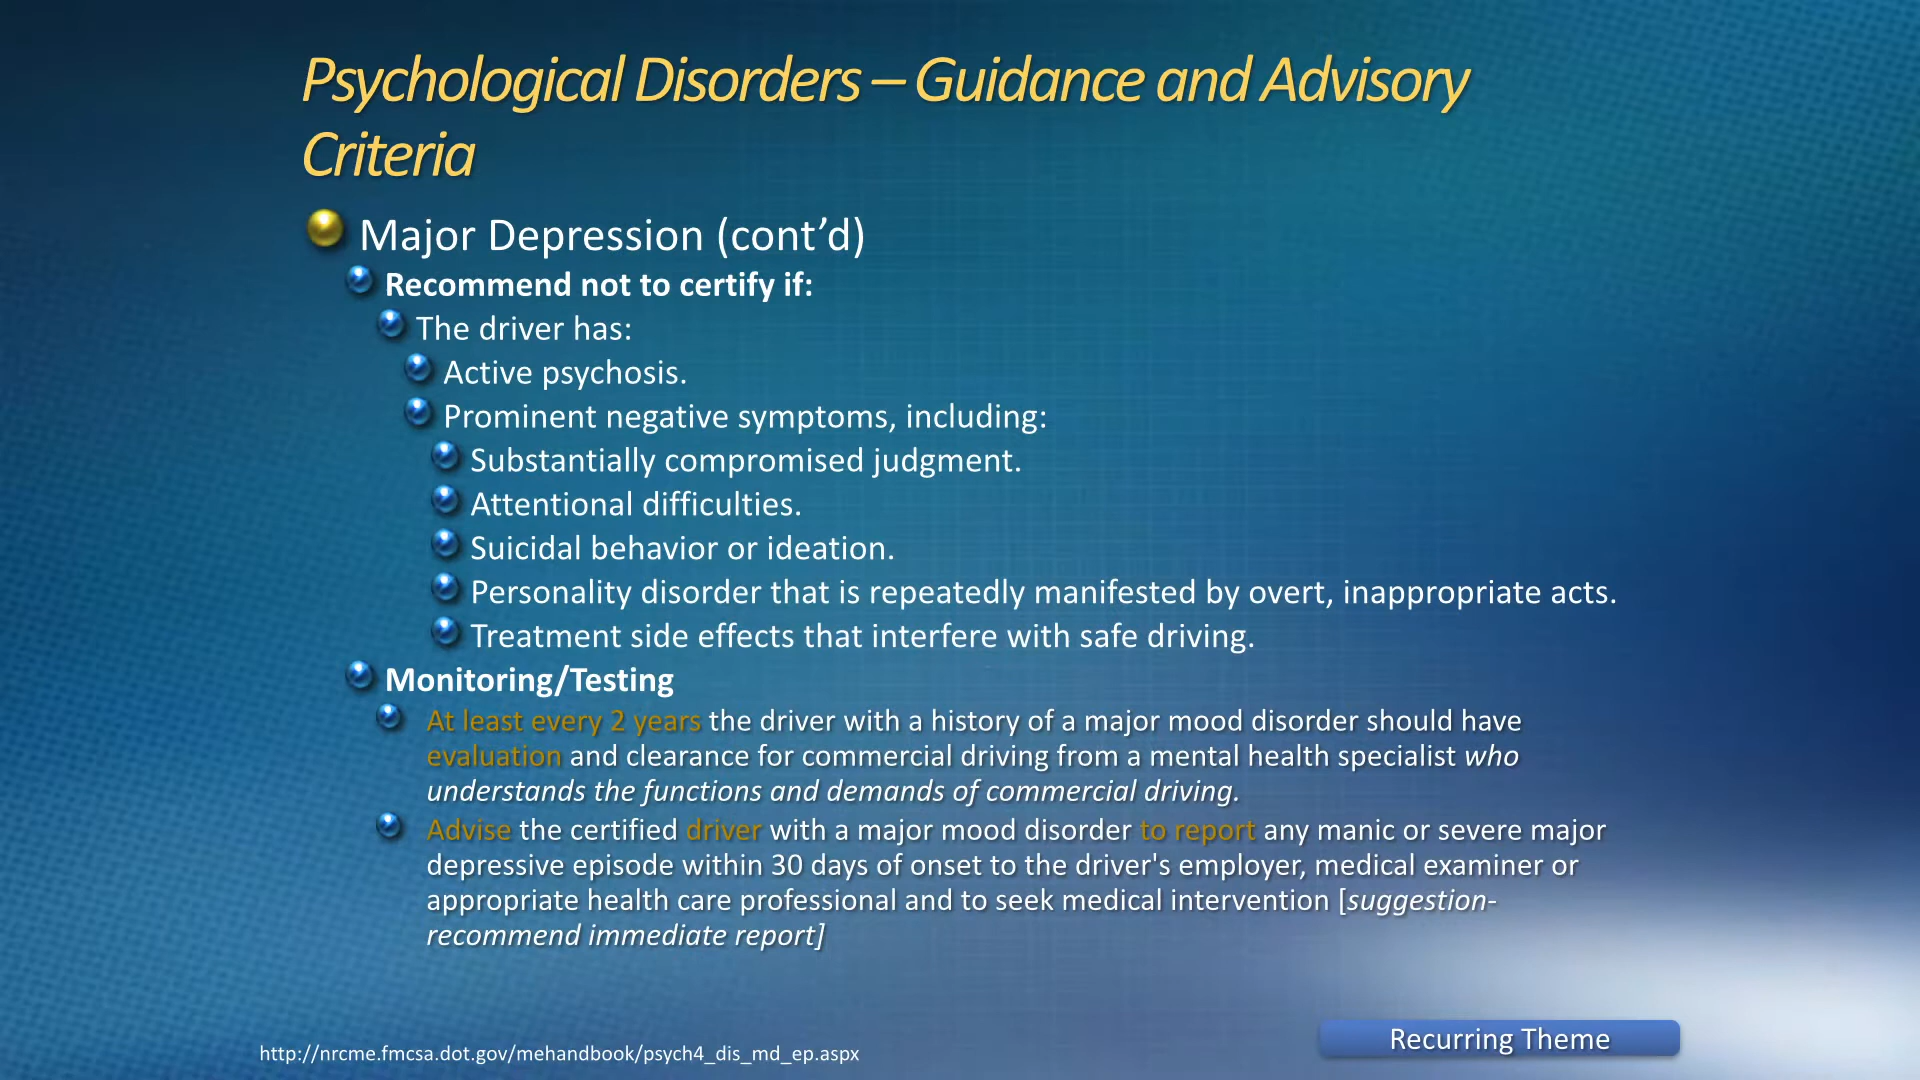 Psychological Disorders – Guidance and Advisory
Criteria
Major Depression (cont’d)
Recommend not to certify if:
The driver has:
Active psychosis.
Prominent negative symptoms, including:
Substantially compromised judgment.
Attentional difficulties.
Suicidal behavior or ideation.
Personality disorder that is repeatedly manifested by overt, inappropriate acts.
Treatment side effects that interfere with safe driving.
Monitoring/Testing
At least every 2 years the driver with a history of a major mood disorder should have
evaluation and clearance for commercial driving from a mental health specialist who
understands the functions and demands of commercial driving.
Advise the certified driver with a major mood disorder to report any manic or severe major
depressive episode within 30 days of onset to the driver's employer, medical examiner or
appropriate health care professional and to seek medical intervention [suggestion-
recommend immediate report]
Recurring Theme
http://nrcme.fmcsa.dot.gov/mehandbook/psych4_dis_md_ep.aspx